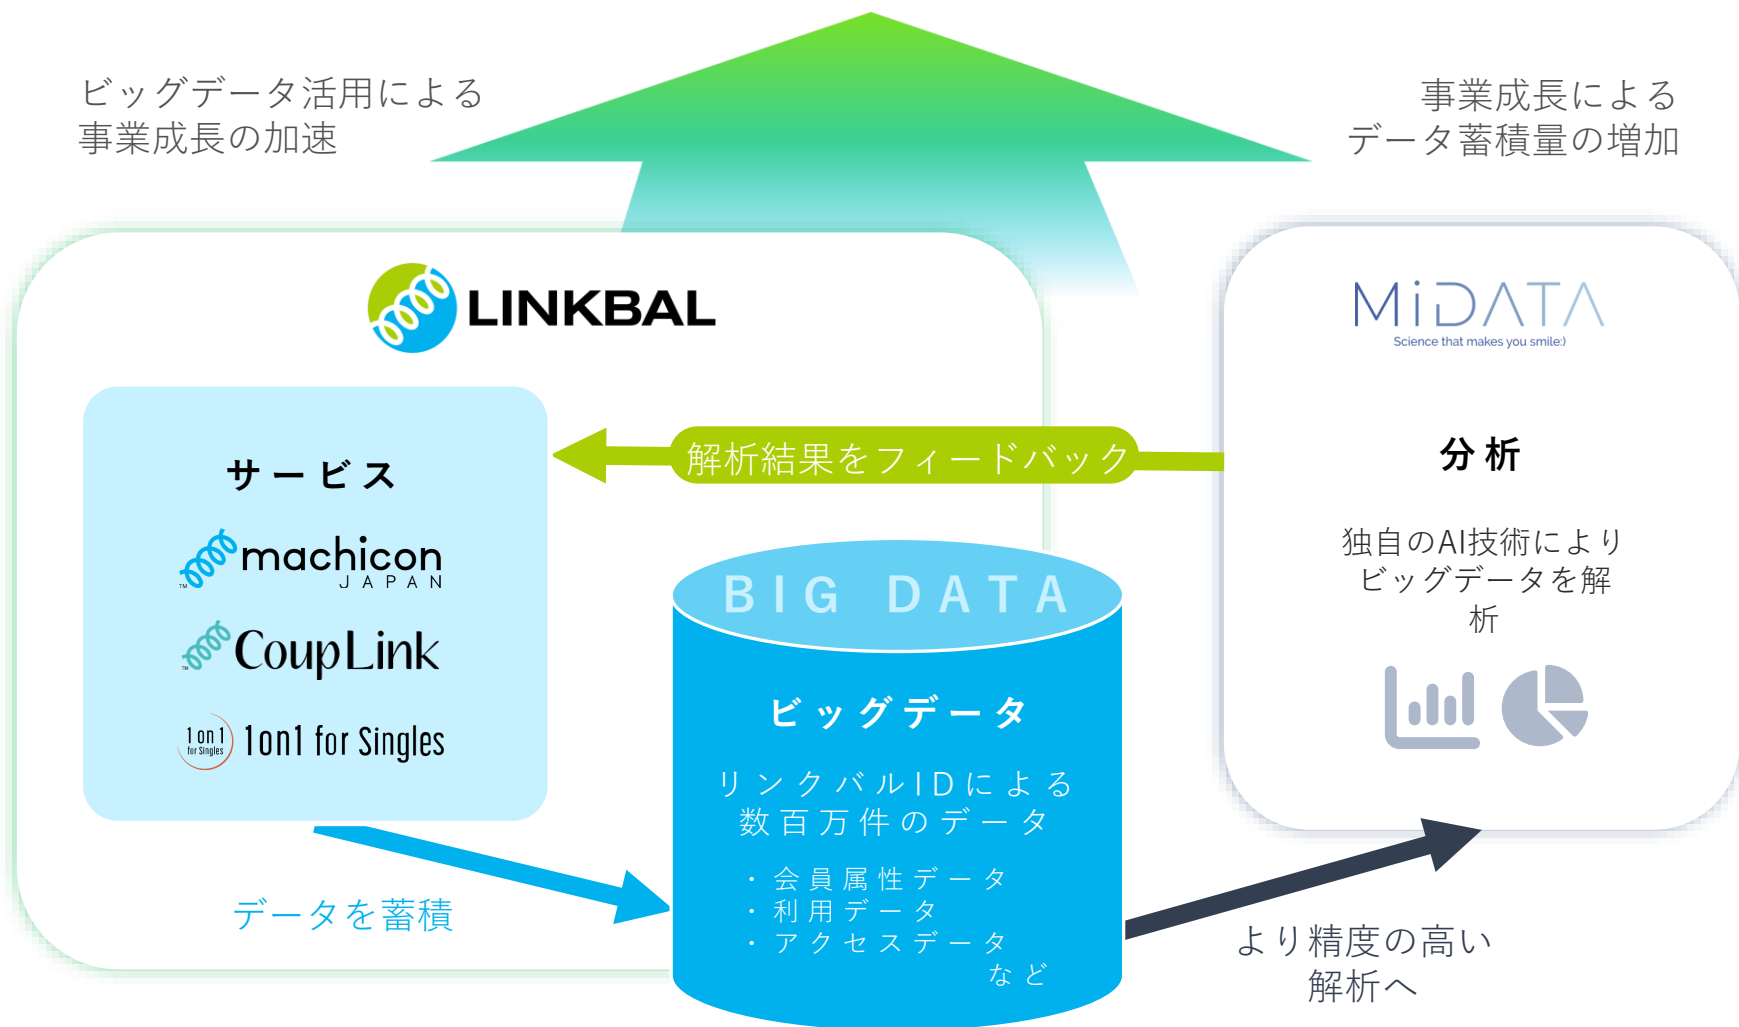 ビッグデータ活用による
事業成長の加速
事業成長による
データ蓄積量の増加
LINKBAL
MiDATA
Science that makes you smile:)
サービス
machicon
JAPAN
TM
CoupLink
TM
1on1
for Singles
1on1 for Singles
解析結果をフィードバック
分析
独自のAI技術により
ビッグデータを解
析
BIG DATA
ビッグデータ
リンクバルIDによる
数百万件のデータ
・会員属性データ
・利用データ
・アクセスデータ
など
データを蓄積
より精度の高い
解析へ